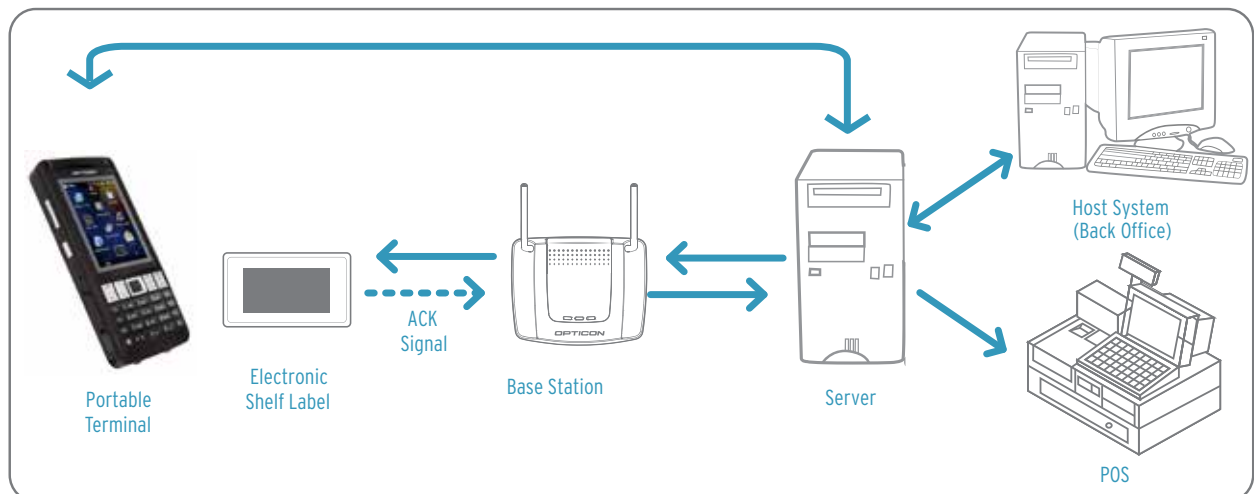 Portable
Terminal
Electronic
Shelf Label
ACK
Signal
OPTICON
Base Station
Server
Host System
(Back Office)
POS